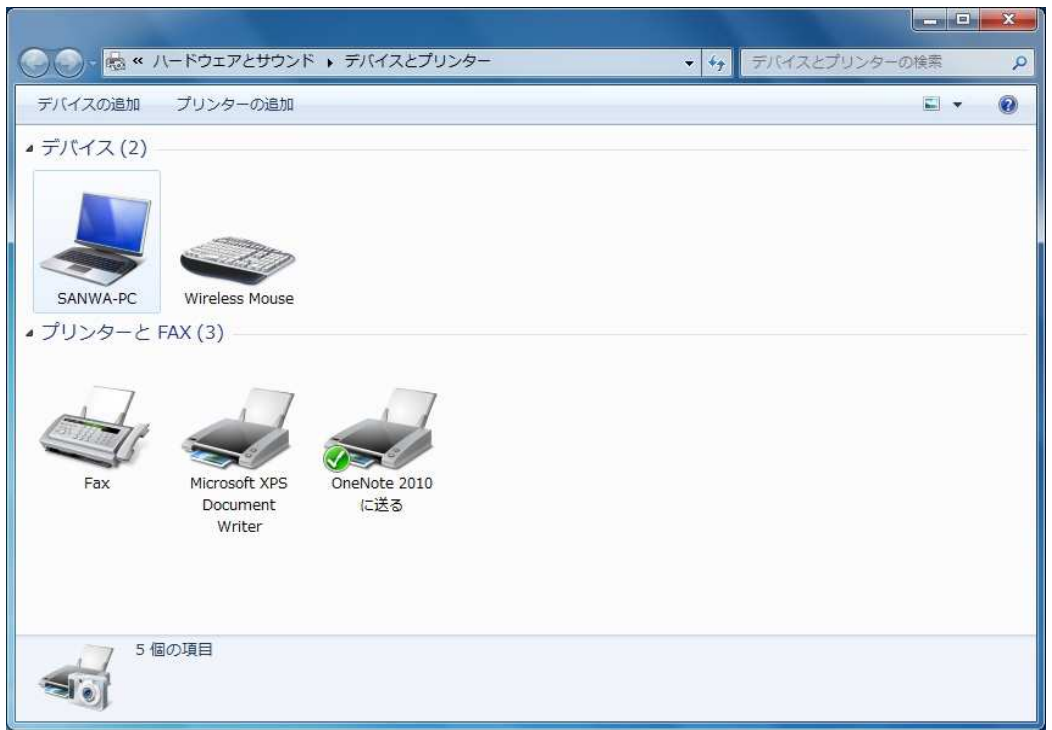 « ハードウェアとサウンド ▸ デバイスとプリンター
デバイスとプリンターの検索
デバイスの追加 プリンターの追加
デバイス (2)
SANWA-PC
Wireless Mouse
プリンターと FAX (3)
Fax
Microsoft XPS
Document
Writer
OneNote 2010
に送る
5 個の項目